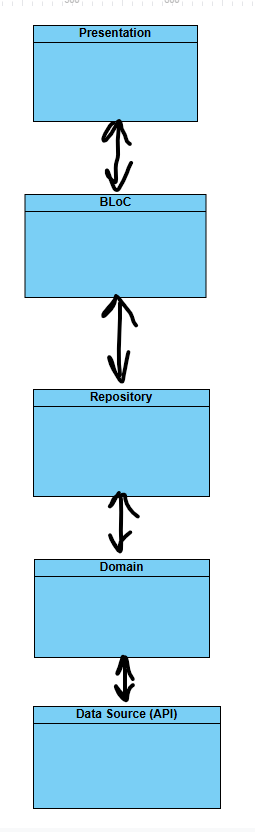 Presentation
BLoC
Repository
Domain
Data Source (API)